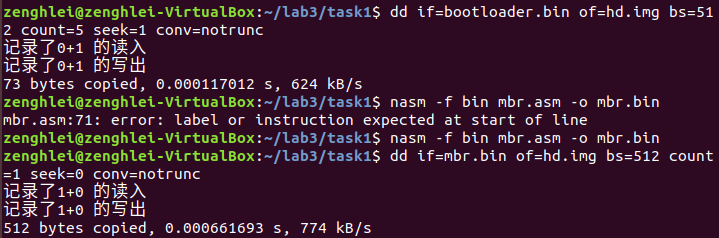 zenghlei@zenghlei-VirtualBox:~/lab3/task1$ dd if=bootloader.bin of=hd.img bs=51
2 count=5 seek=1 conv=notrunc
记录了0+1 的读入
记录了0+1 的写出
73 bytes copied, 0.000117012 s, 624 kB/s
zenghlei@zenghlei-VirtualBox:~/lab3/task1$ nasm -f bin mbr.asm -o mbr.bin
mbr.asm:71: error: label or instruction expected at start of line
zenghlei@zenghlei-VirtualBox:~/lab3/task1$ nasm -f bin mbr.asm -o mbr.bin
zenghlei@zenghlei-VirtualBox:~/lab3/task1$ dd if=mbr.bin of=hd.img bs=512 count
=1 seek=0 conv=notrunc
记录了1+0 的读入
记录了1+0 的写出
512 bytes copied, 0.000661693 s, 774 kB/s